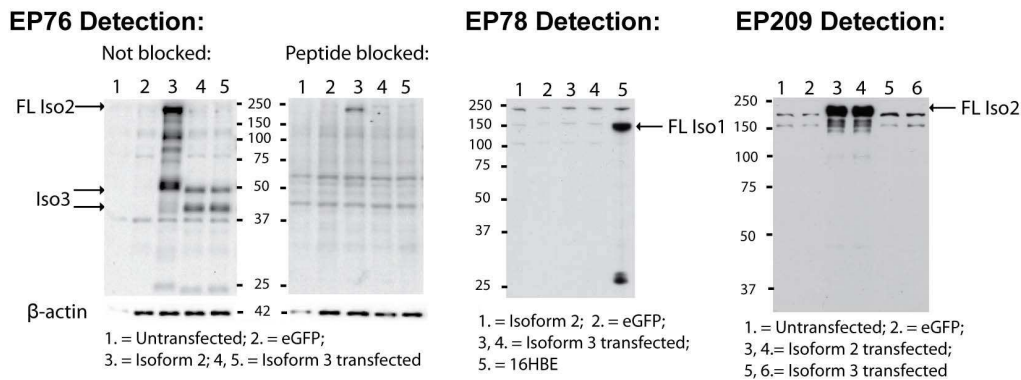 EP76 Detection:
Not blocked:
Peptide blocked:
1 2 3 4 5
1 2 3 4 5
FL Iso2
Iso3
250
150
100
75
50
37
25
β-actin
42
1. = Untransfected; 2. = eGFP;
3. = Isoform 2; 4, 5. = Isoform 3 transfected
EP78 Detection:
1 2 3 4 5
250
150
100
75
50
37
25
FL Iso1
1. = Isoform 2; 2. = eGFP;
3, 4. = Isoform 3 transfected;
5. = 16HBE
EP209 Detection:
1 2 3 4 5 6
250
150
100
75
50
37
FL Iso2
1. = Untransfected; 2. = eGFP;
3, 4.= Isoform 2 transfected;
5, 6.= Isoform 3 transfected